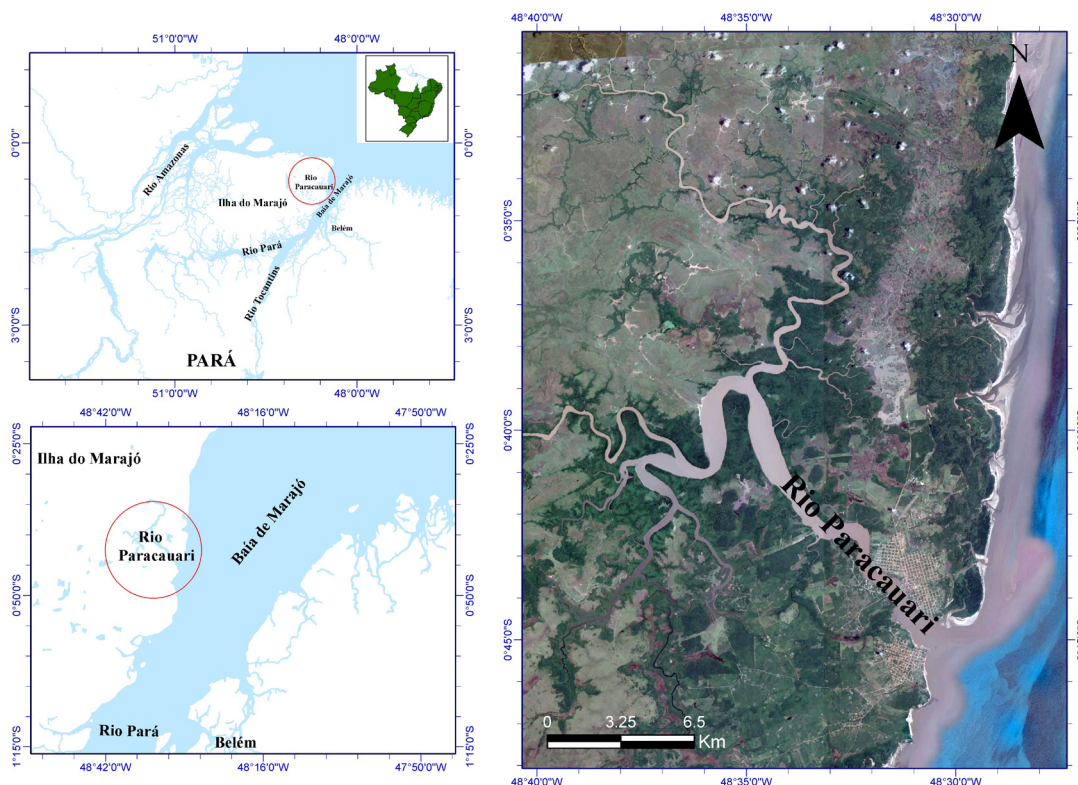 51°0'0"W
48°0'0"W
0°0'0"
3°0'0"S
Rio Amazonas
Rio
Paracauari
Ilha do Marajó
Baía de Marajó
Belém
Rio Pará
Rio Tocantins
PARÁ
0°0'0"
3°0'0"S
51°0'0"W
48°0'0"W
48°42'0"W
48°16'0"W
47°50'0"W
0°25'0"S
0°50'0"S
1°15'0"S
Ilha do Marajó
Rio
Paracauari
Baía de Marajó
Rio Pará
Belém
0°25'0"S
0°50'0"S
1°15'0"S
48°42'0"W
48°16'0"W
47°50'0"W
48°40'0"W
48°35'0"W
48°30'0"W
N
0°35'0"S
0°40'0"S
0°45'0"S
Rio Paracauari
0
3.25
6.5
Km
48°40'0"W
48°35'0"W
48°30'0"W